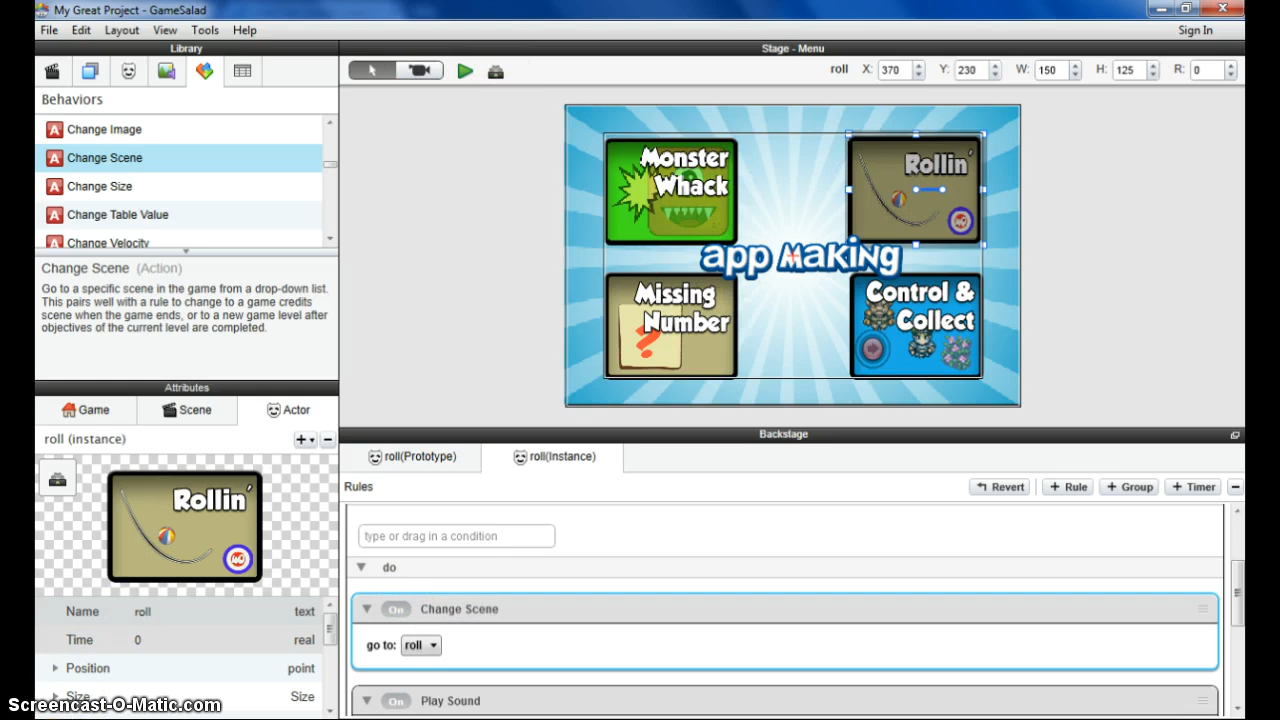 My Great Project - GameSalad
File Edit Layout View Tools Help
Sign In
Library
Stage - Menu
roll X: 370 Y: 230 W: 150 H: 125 R: 0
Behaviors
A Change Image
A Change Scene
A Change Size
A Change Table Value
A Change Velocity
Change Scene (Action)
Go to a specific scene in the game from a drop-down list.
This pairs well with a rule to change to a game credits
scene when the game ends, or to a new game level after
objectives of the current level are completed.
Monster
Whack
Rollin'
app making
Missing
Number
?
Control &
Collect
Attributes
Game Scene Actor
roll (instance)
Rollin'
Name roll text
Time 0 real
Position point
Size Size
Backstage
roll(Prototype) roll(Instance)
Rules
Revert + Rule + Group + Timer
type or drag in a condition
do
On Change Scene
go to: roll
On Play Sound
Screencast-O-Matic.com